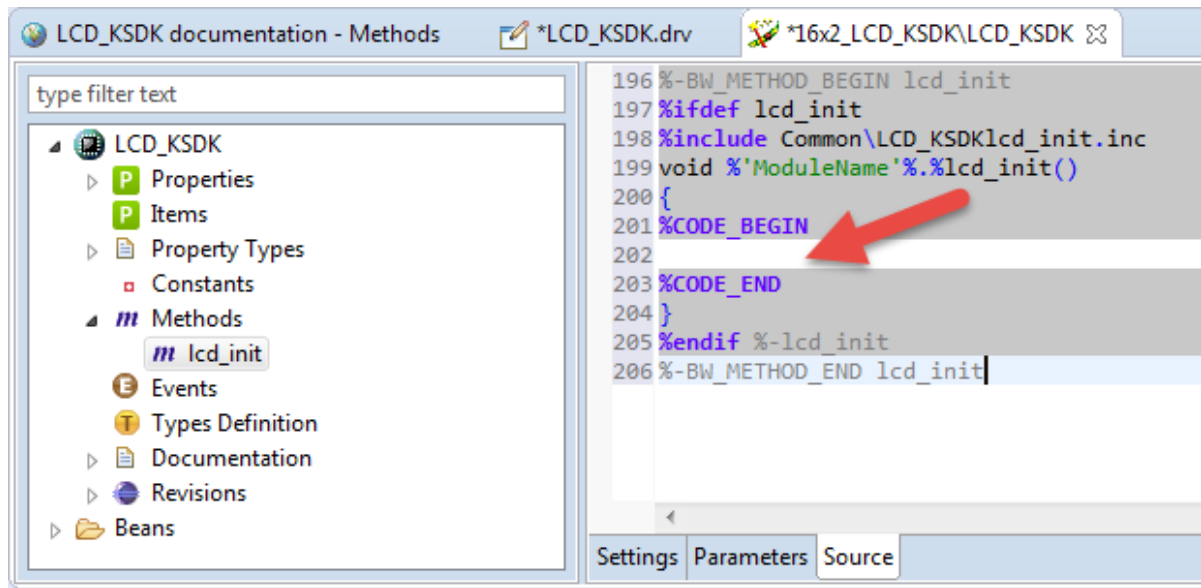 LCD_KSDK documentation - Methods
*LCD_KSDK.drv
*16x2_LCD_KSDK\LCD_KSDK
type filter text
LCD_KSDK
Properties
Items
Property Types
Constants
Methods
lcd_init
Events
Types Definition
Documentation
Revisions
Beans
196 %-BW_METHOD_BEGIN lcd_init
197 %ifdef lcd_init
198 %include Common\LCD_KSDKlcd_init.inc
199 void %'ModuleName'%.%lcd_init()
200 {
201 %CODE_BEGIN
202
203 %CODE_END
204 }
205 %endif %-lcd_init
206 %-BW_METHOD_END lcd_init
Settings Parameters Source